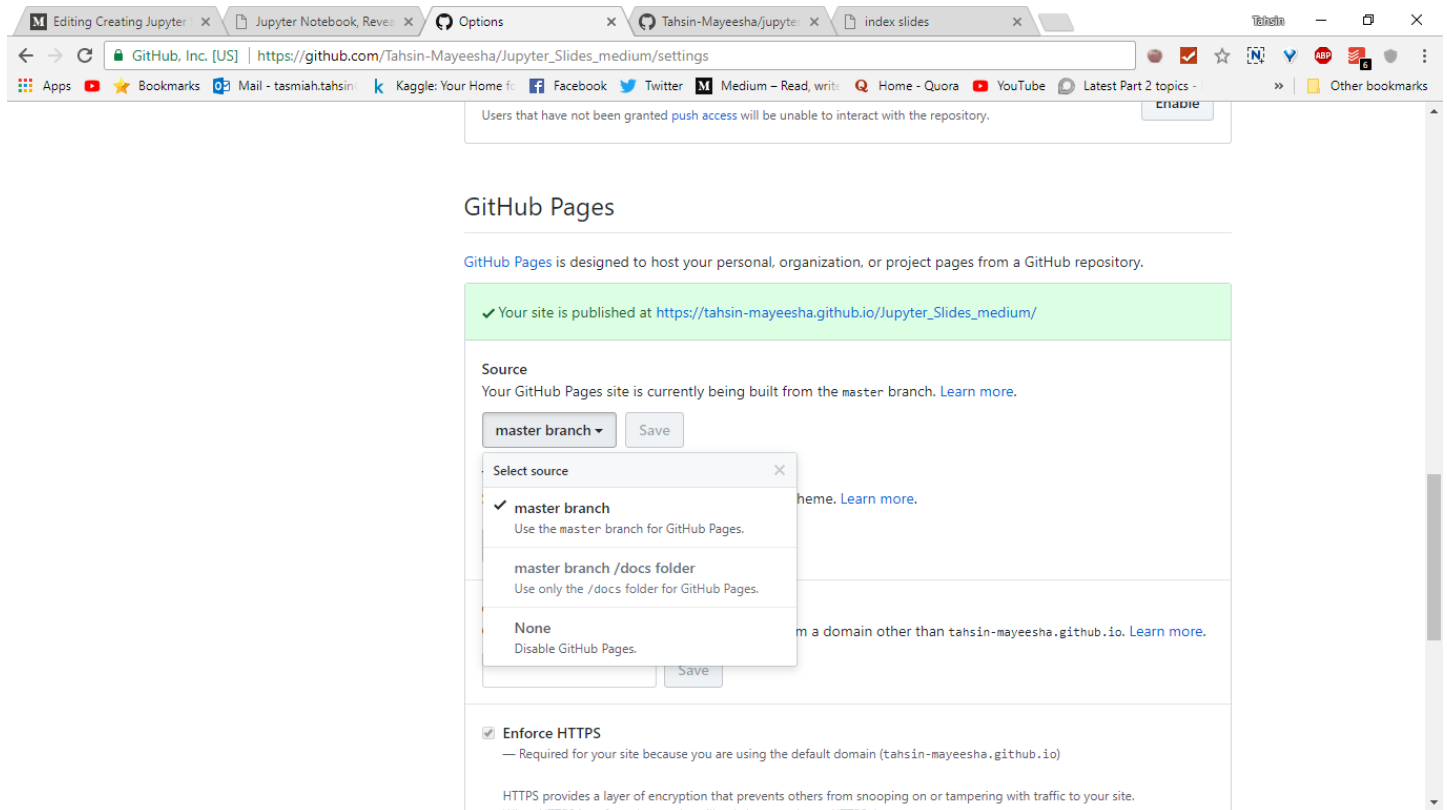 Editing Creating Jupyter
Jupyter Notebook, Revea
Options
Tahsin-Mayeesha/jupyter
index slides
Tahsin
GitHub, Inc. [US] | https://github.com/Tahsin-Mayeesha/Jupyter_Slides_medium/settings
ABP
6
Apps
Bookmarks
Mail - tasmiah.tahsin
Kaggle: Your Home fo
Facebook
Twitter
Medium – Read, write
Home - Quora
YouTube
Latest Part 2 topics -
»
Other bookmarks
Users that have not been granted push access will be unable to interact with the repository.
Enable
GitHub Pages
GitHub Pages is designed to host your personal, organization, or project pages from a GitHub repository.
Your site is published at https://tahsin-mayeesha.github.io/Jupyter_Slides_medium/
Source
Your GitHub Pages site is currently being built from the master branch. Learn more.
master branch
Save
Select source
heme. Learn more.
master branch
Use the master branch for GitHub Pages.
master branch /docs folder
Use only the /docs folder for GitHub Pages.
None
Disable GitHub Pages.
m a domain other than tahsin-mayeesha.github.io. Learn more.
Save
Enforce HTTPS
— Required for your site because you are using the default domain (tahsin-mayeesha.github.io)
HTTPS provides a layer of encryption that prevents others from snooping on or tampering with traffic to your site.